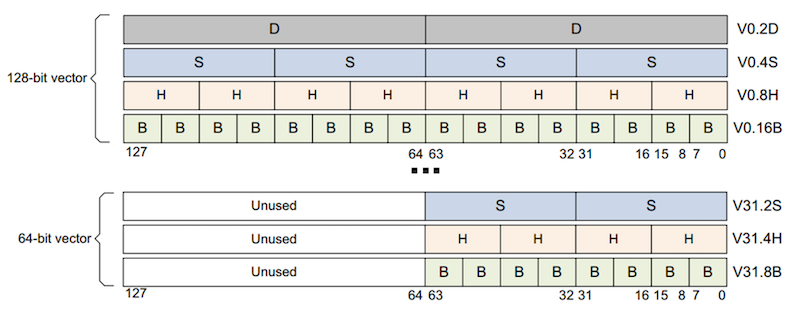 D D V0.2D
S S S S V0.4S
128-bit vector
H H H H H H H H V0.8H
B B B B B B B B B B B B B B B B V0.16B
127 64 63 32 31 16 15 8 7 0
...
Unused S S V31.2S
64-bit vector Unused H H H H V31.4H
Unused B B B B B B B B V31.8B
127 64 63 32 31 16 15 8 7 0